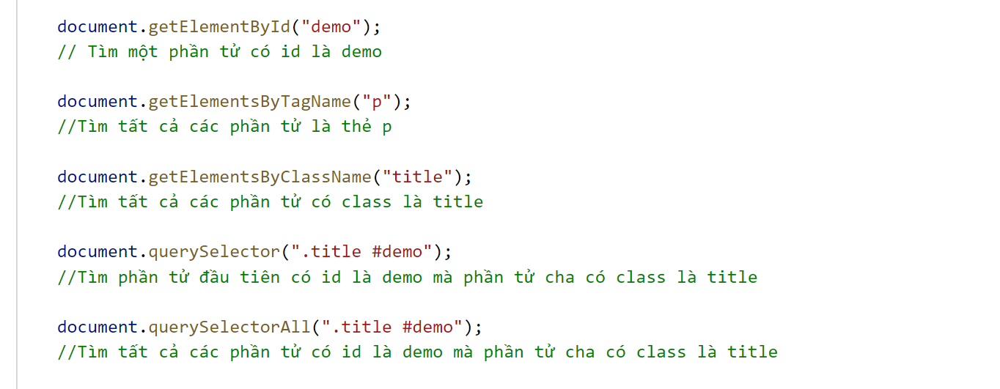 document.getElementById("demo");
// Tìm một phần tử có id là demo
document.getElementsByTagName("p");
//Tìm tất cả các phần tử là thẻ p
document.getElementsByClassName("title");
//Tìm tất cả các phần tử có class là title
document.querySelector(".title #demo");
//Tìm phần tử đầu tiên có id là demo mà phần tử cha có class là title
document.querySelectorAll(".title #demo");
//Tìm tất cả các phần tử có id là demo mà phần tử cha có class là title